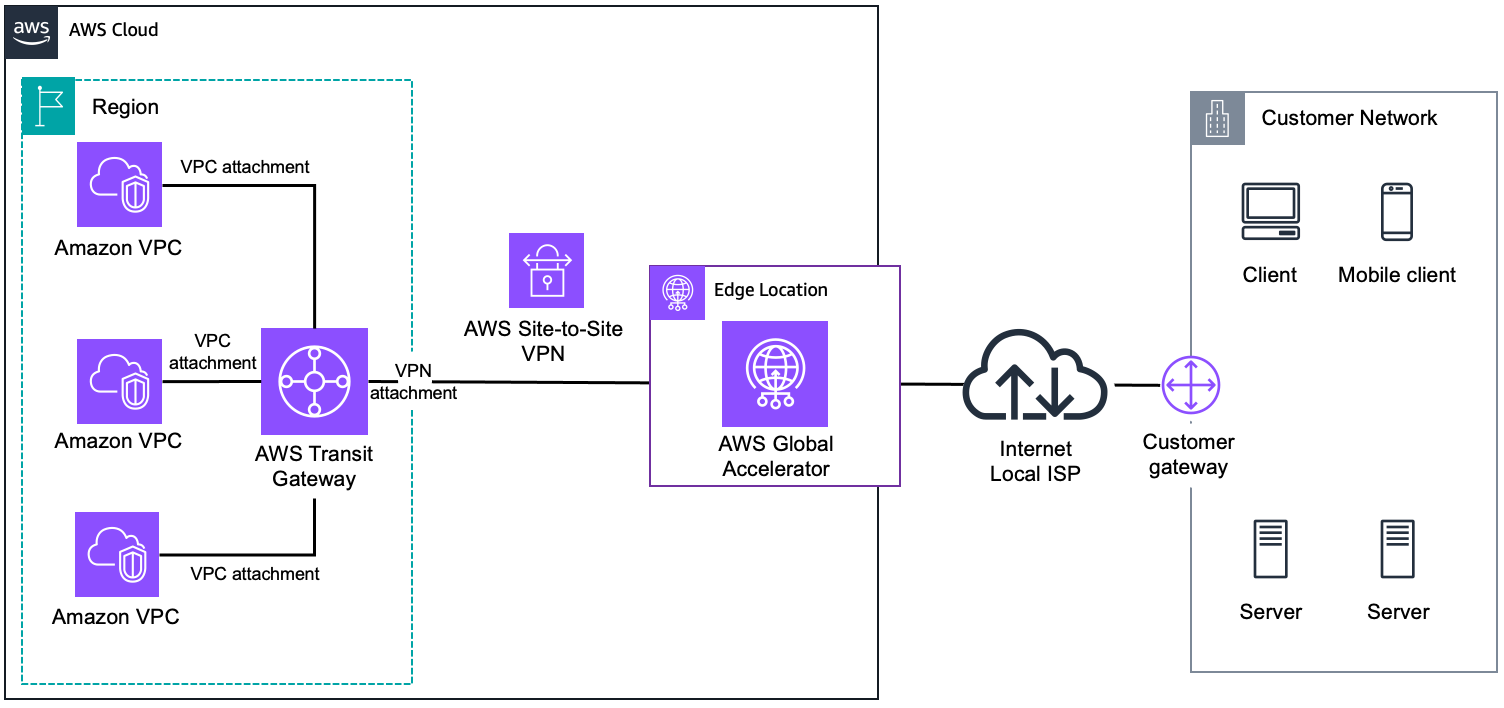 aws
AWS Cloud
Region
VPC attachment
Amazon VPC
VPC
attachment
Amazon VPC
AWS Transit
Gateway
VPC attachment
Amazon VPC
VPN
attachment
AWS Site-to-Site
VPN
Edge Location
AWS Global
Accelerator
Internet
Local ISP
Customer
gateway
Customer Network
Client
Mobile client
Server
Server